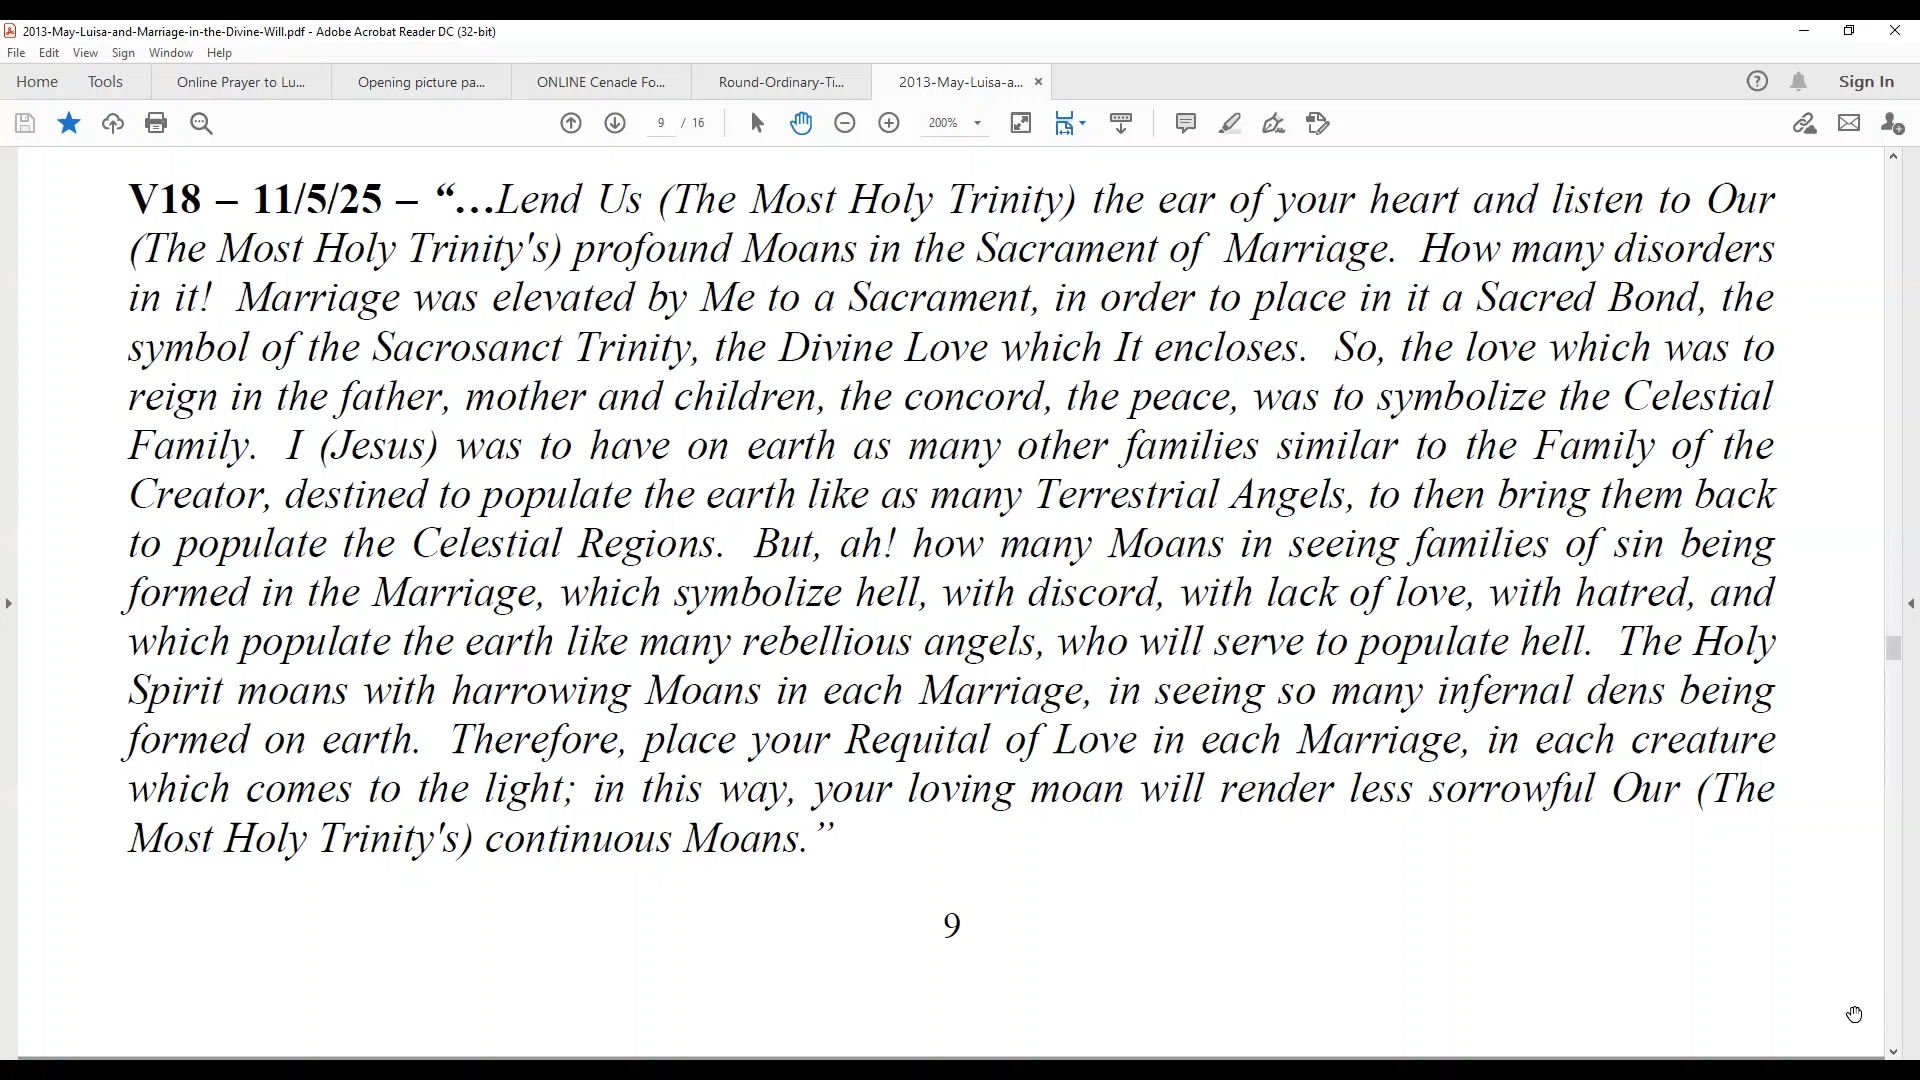 2013-May-Luisa-and-Marriage-in-the-Divine-Will.pdf - Adobe Acrobat Reader DC (32-bit)
File Edit View Sign Window Help
Home Tools Online Prayer to Lu... Opening picture pa... ONLINE Cenacle Fo... Round-Ordinary-Ti... 2013-May-Luisa-a... × Sign In
9 / 16 200%
V18 – 11/5/25 – “…Lend Us (The Most Holy Trinity) the ear of your heart and listen to Our
(The Most Holy Trinity's) profound Moans in the Sacrament of Marriage. How many disorders
in it! Marriage was elevated by Me to a Sacrament, in order to place in it a Sacred Bond, the
symbol of the Sacrosanct Trinity, the Divine Love which It encloses. So, the love which was to
reign in the father, mother and children, the concord, the peace, was to symbolize the Celestial
Family. I (Jesus) was to have on earth as many other families similar to the Family of the
Creator, destined to populate the earth like as many Terrestrial Angels, to then bring them back
to populate the Celestial Regions. But, ah! how many Moans in seeing families of sin being
formed in the Marriage, which symbolize hell, with discord, with lack of love, with hatred, and
which populate the earth like many rebellious angels, who will serve to populate hell. The Holy
Spirit moans with harrowing Moans in each Marriage, in seeing so many infernal dens being
formed on earth. Therefore, place your Requital of Love in each Marriage, in each creature
which comes to the light; in this way, your loving moan will render less sorrowful Our (The
Most Holy Trinity's) continuous Moans.”
9